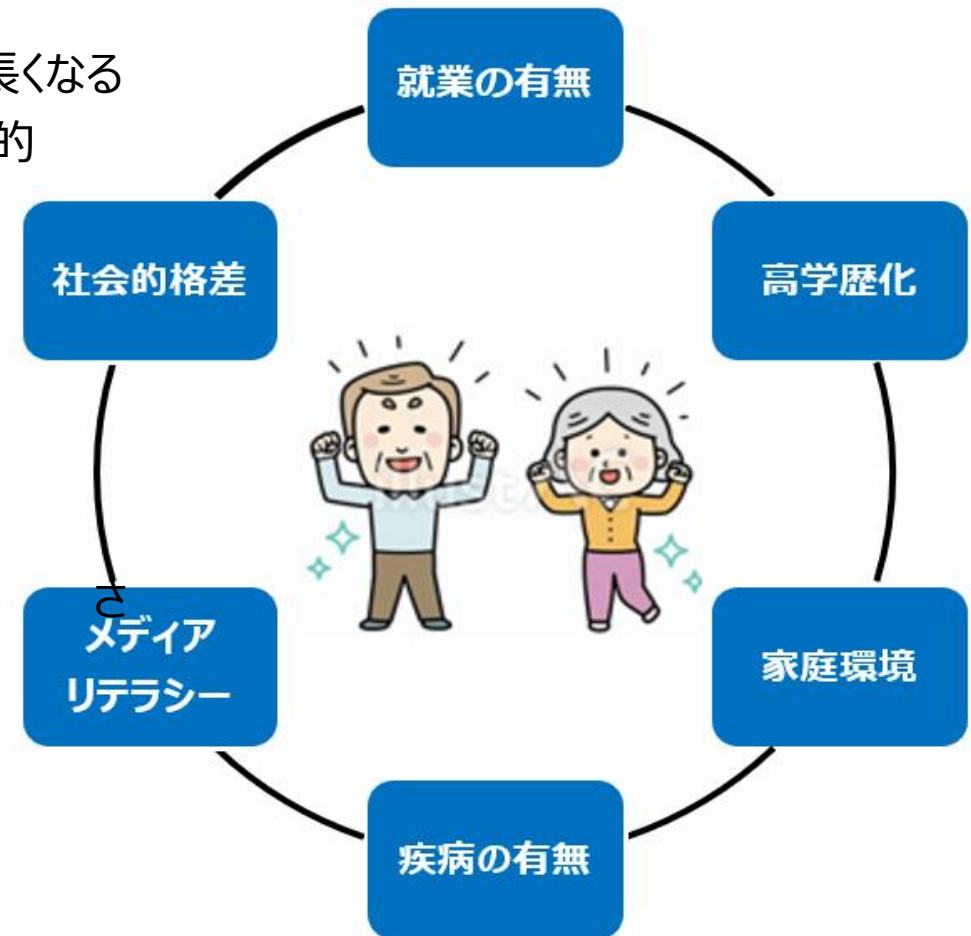 長くなる
的
就業の有無
社会的格差
高学歴化
さ
メディア
リテラシー
家庭環境
疾病の有無